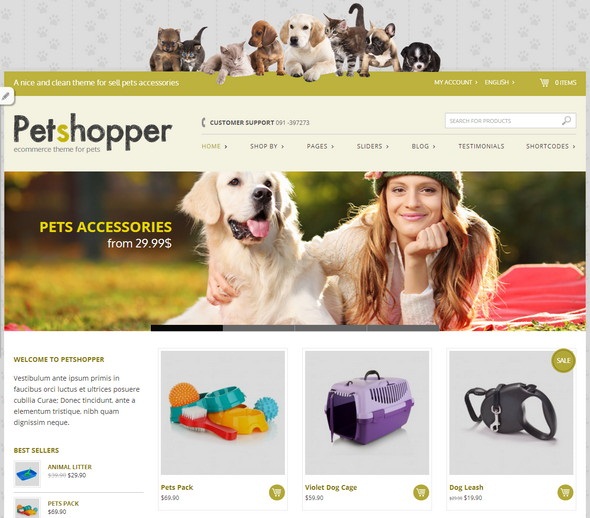 A nice and clean theme for sell pets accessories
MY ACCOUNT
ENGLISH
0 ITEMS
Petshopper
ecommerce theme for pets
CUSTOMER SUPPORT 091 -397273
SEARCH FOR PRODUCTS
HOME
SHOP BY
PAGES
SLIDERS
BLOG
TESTIMONIALS
SHORTCODES
PETS ACCESSORIES
from 29.99$
WELCOME TO PETSHOPPER
Vestibulum ante ipsum primis in
faucibus orci luctus et ultrices posuere
cubilia Curae; Donec tincidunt, ante a
elementum tristique, nibh quam
dignissim neque.
BEST SELLERS
ANIMAL LITTER
$39.90 $29.90
PETS PACK
$69.90
Pets Pack
$69.90
Violet Dog Cage
$59.90
SALE
Dog Leash
$29.90 $19.90